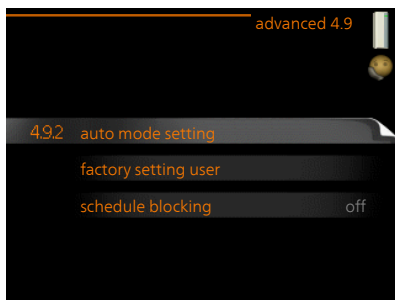 advanced 4.9
4.9.2 auto mode setting
factory setting user
schedule blocking off